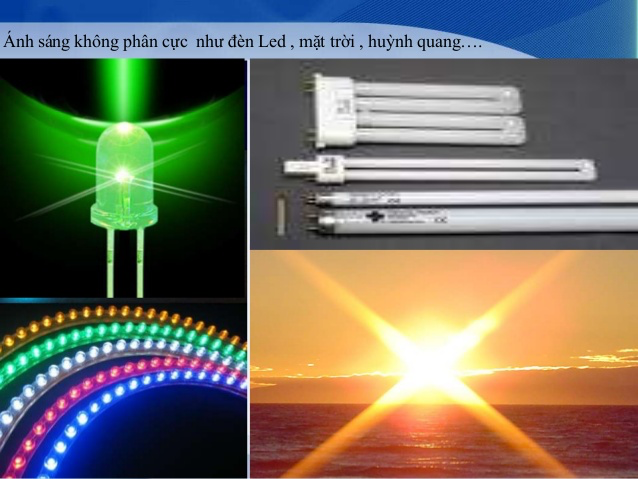 Ánh sáng không phân cực như đèn Led , mặt trời , huỳnh quang….